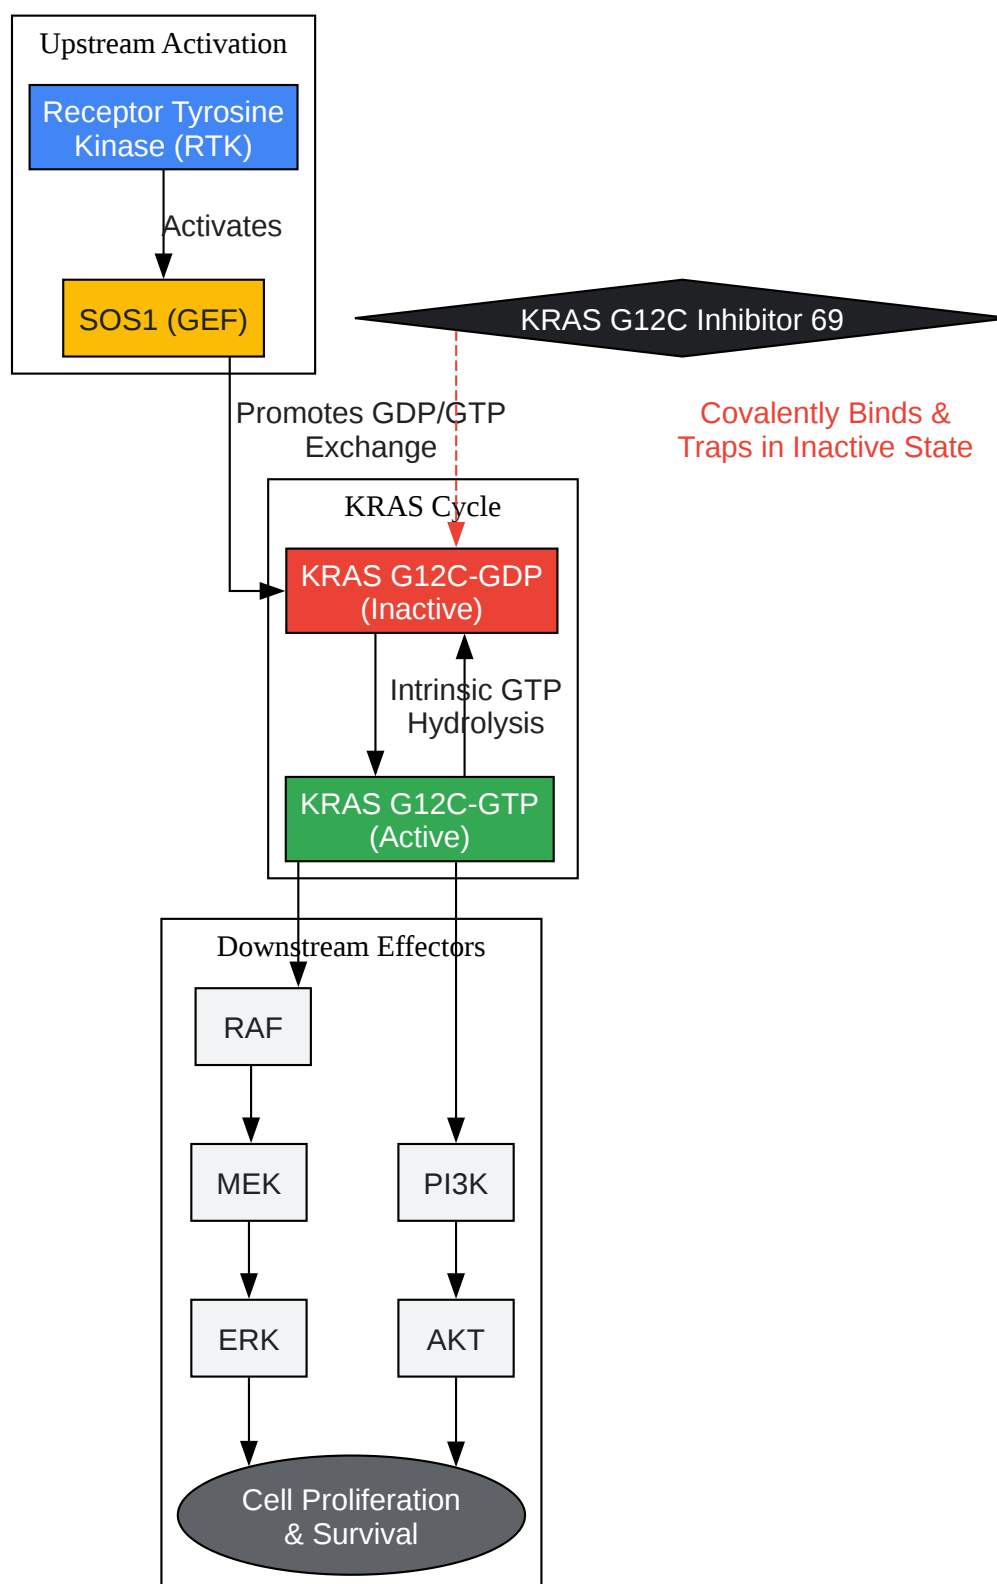 Upstream Activation
Receptor Tyrosine
Kinase (RTK)
Activates
SOS1 (GEF)
KRAS G12C Inhibitor 69
Promotes GDP/GTP
Exchange
Covalently Binds &
Traps in Inactive State
KRAS Cycle
KRAS G12C-GDP
(Inactive)
Intrinsic GTP
Hydrolysis
KRAS G12C-GTP
(Active)
Downstream Effectors
RAF
MEK
PI3K
ERK
AKT
Cell Proliferation
& Survival